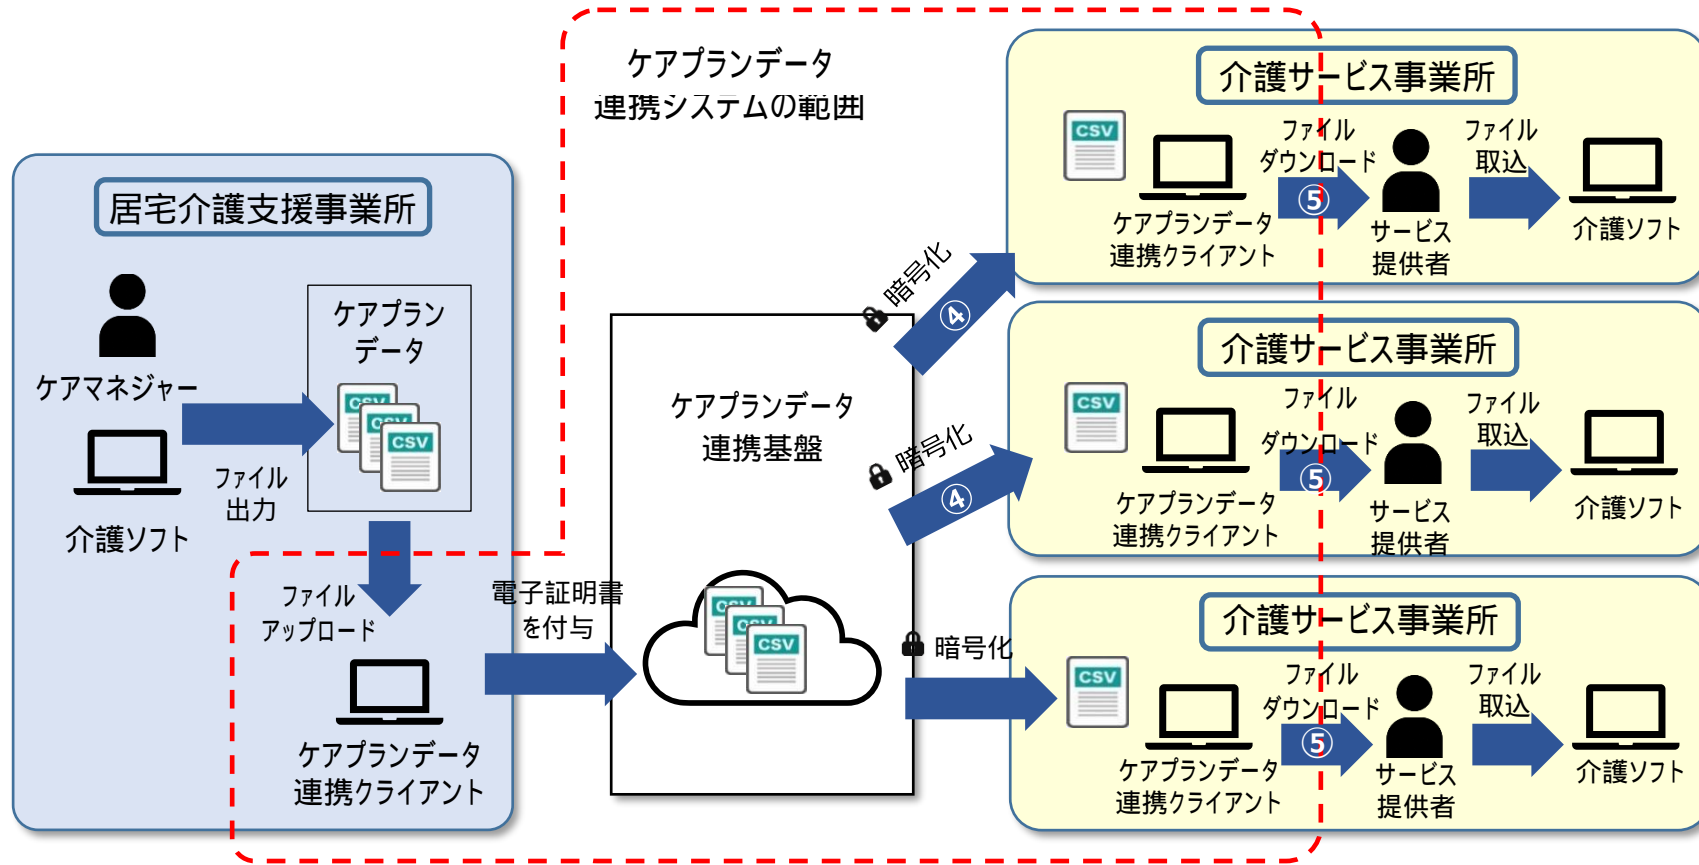 ケアプランデータ
連携システムの範囲
居宅介護支援事業所
ケアマネジャー
介護ソフト
ファイル
出力
ケアプラン
データ
CSV
CSV
CSV
ファイル
アップロード
ケアプランデータ
連携クライアント
電子証明書
を付与
ケアプランデータ
連携基盤
CSV
CSV
CSV
暗号化
④
暗号化
④
暗号化
介護サービス事業所
CSV
ケアプランデータ
連携クライアント
ファイル
ダウンロード
⑤
サービス
提供者
ファイル
取込
介護ソフト
介護サービス事業所
CSV
ケアプランデータ
連携クライアント
ファイル
ダウンロード
⑤
サービス
提供者
ファイル
取込
介護ソフト
介護サービス事業所
CSV
ケアプランデータ
連携クライアント
ファイル
ダウンロード
⑤
サービス
提供者
ファイル
取込
介護ソフト